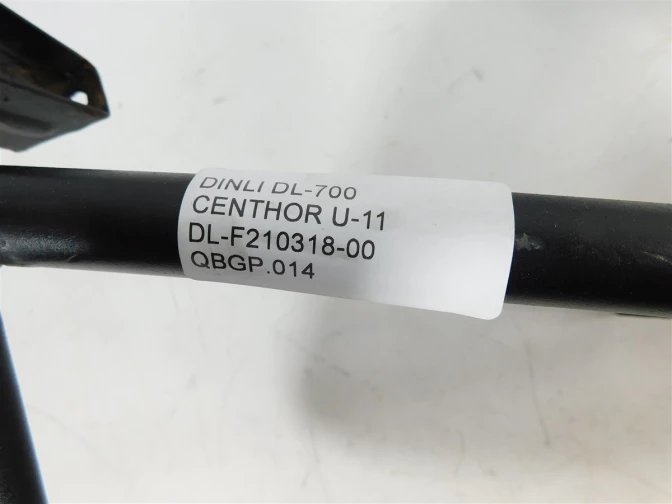 DINLI DL-700
CENTHOR U-11
DL-F210318-00
QBGP.014